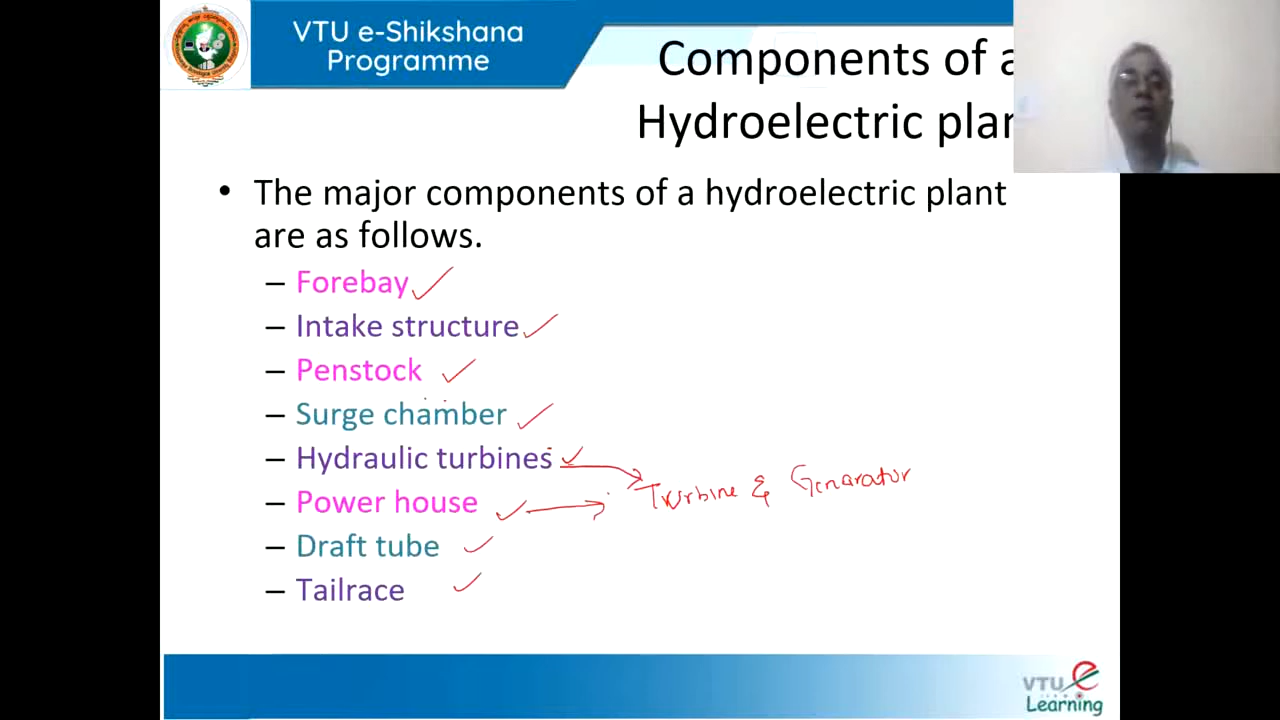 VTU e-Shikshana
Programme
Components of a
Hydroelectric plan
• The major components of a hydroelectric plant
are as follows.
– Forebay
– Intake structure
– Penstock
– Surge chamber
– Hydraulic turbines
Turbine & Genarator
– Power house
– Draft tube
– Tailrace
VTU e
Learning